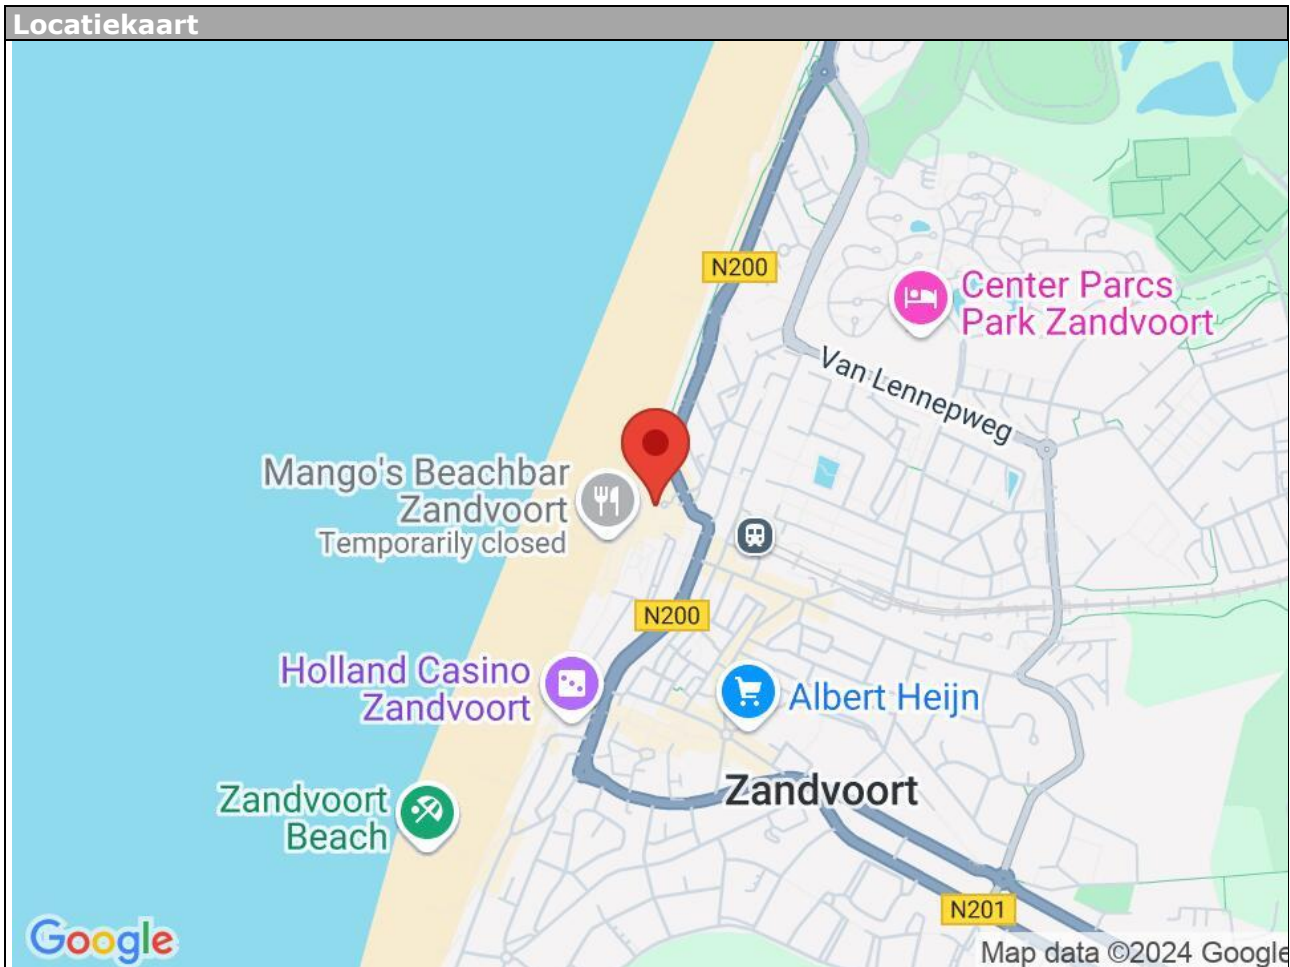 Locatiekaart
N200
Center Parcs
Park Zandvoort
Van Lennepweg
Mango's Beachbar
Zandvoort
Temporarily closed
N200
Holland Casino
Zandvoort
Albert Heijn
Zandvoort
Zandvoort
Beach
N201
Google
Map data ©2024 Google